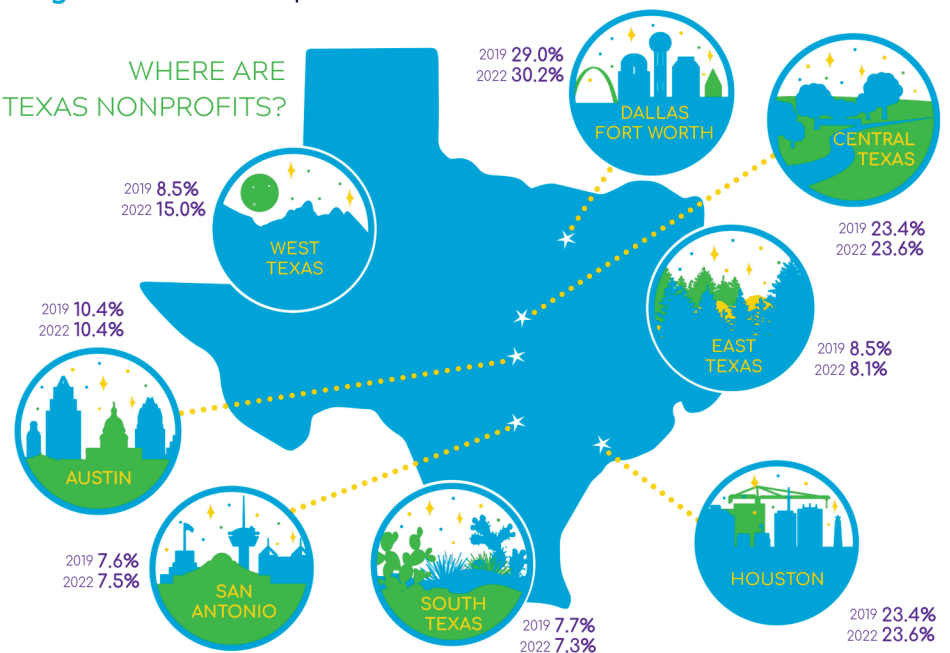 WHERE ARE
TEXAS NONPROFITS?
2019 29.0%
2022 30.2%
DALLAS
FORT WORTH
CENTRAL
TEXAS
2019 23.4%
2022 23.6%
2019 8.5%
2022 15.0%
WEST
TEXAS
2019 10.4%
2022 10.4%
AUSTIN
EAST
TEXAS
2019 8.5%
2022 8.1%
2019 7.6%
2022 7.5%
SAN
ANTONIO
SOUTH
TEXAS
2019 7.7%
2022 7.3%
HOUSTON
2019 23.4%
2022 23.6%